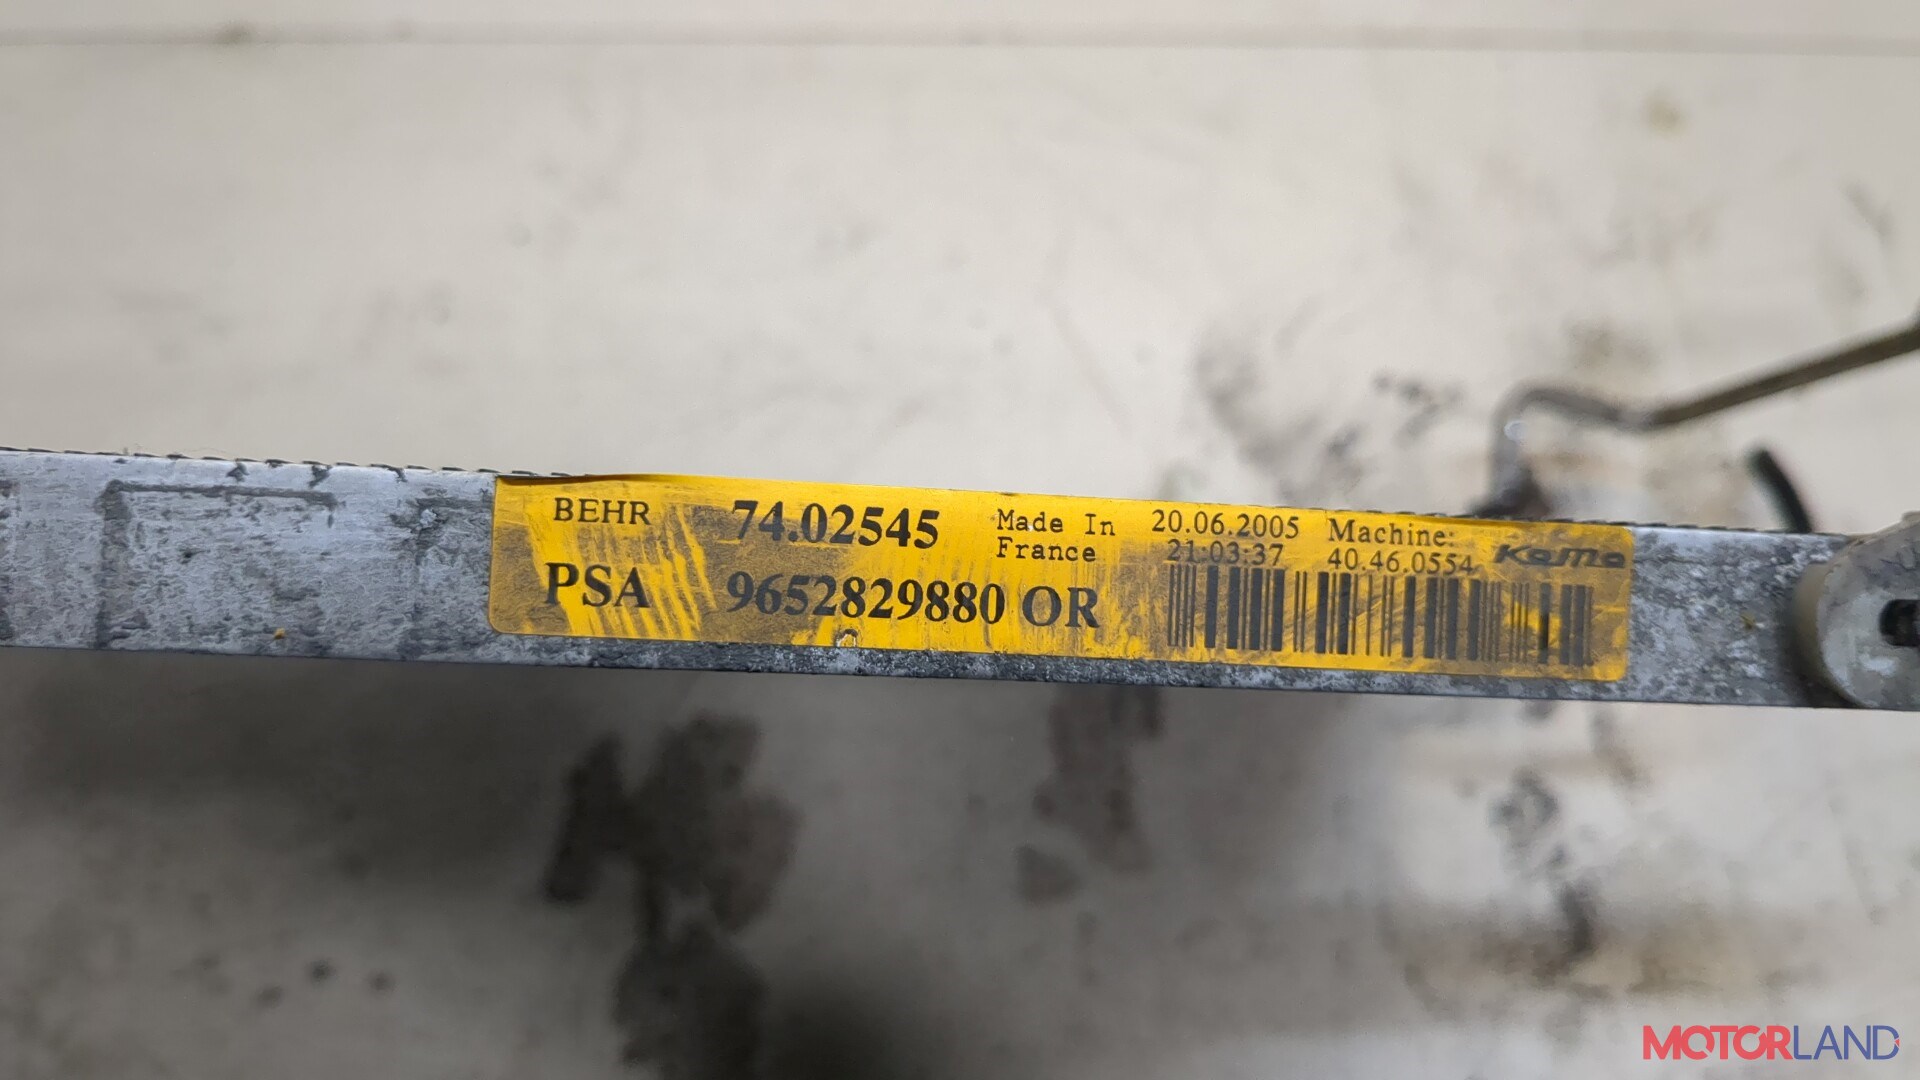 BEHR 74.02545 Made In 20.06.2005 Machine:
France 21:03:37 40.46.0554 KaMo
PSA 9652829880 OR
MOTORLAND